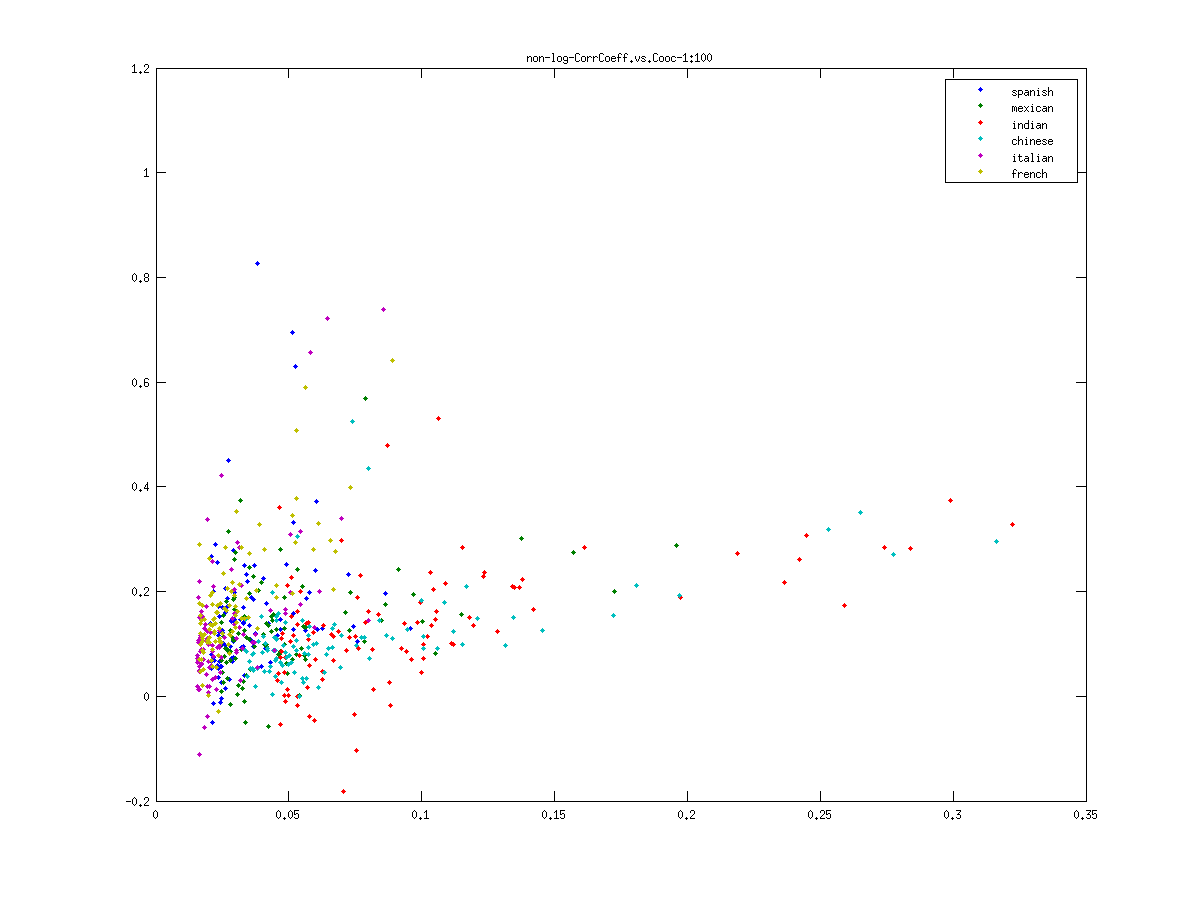 non-log-CorrCoeff.vs.Cooc-1:100
1.2
1
0.8
0.6
0.4
0.2
0
-0.2
0 0.05 0.1 0.15 0.2 0.25 0.3 0.35
spanish
mexican
indian
chinese
italian
french